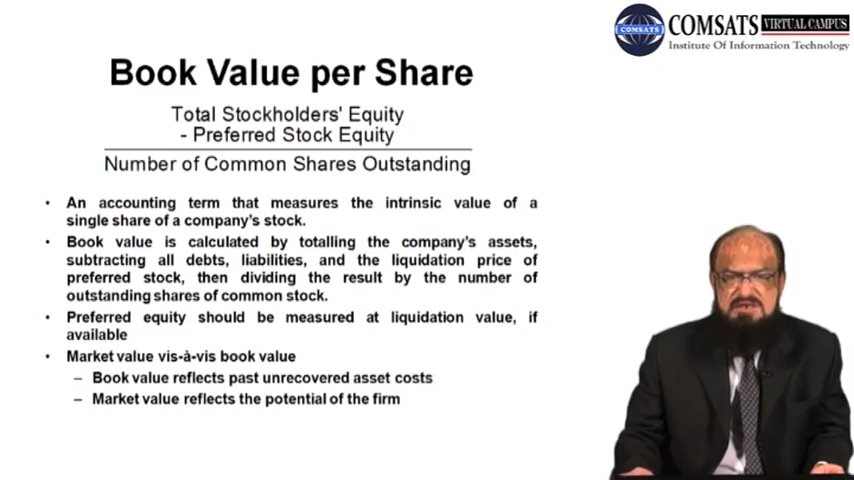 COMSATS VIRTUAL CAMPUS
COMSATS
Institute Of Information Technology
Book Value per Share
Total Stockholders' Equity
- Preferred Stock Equity
Number of Common Shares Outstanding
• An accounting term that measures the intrinsic value of a
single share of a company's stock.
• Book value is calculated by totalling the company's assets,
subtracting all debts, liabilities, and the liquidation price of
preferred stock, then dividing the result by the number of
outstanding shares of common stock.
• Preferred equity should be measured at liquidation value, if
available
• Market value vis-à-vis book value
– Book value reflects past unrecovered asset costs
– Market value reflects the potential of the firm